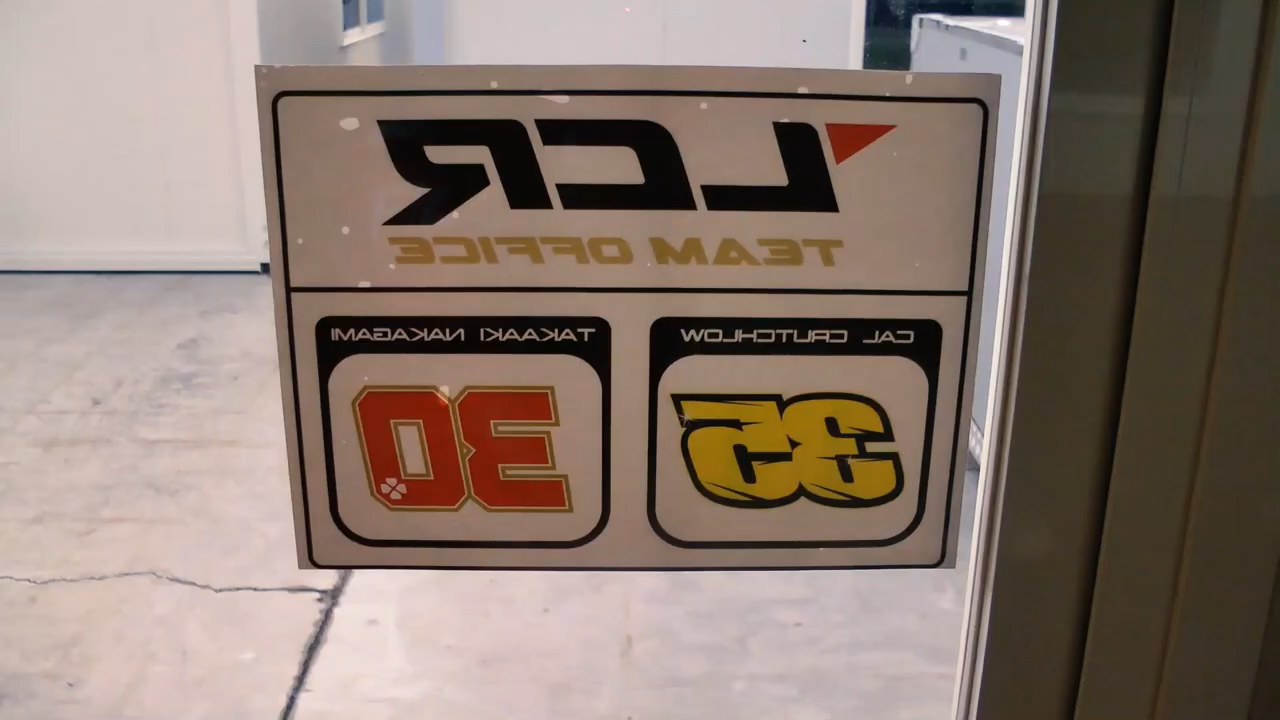 LCR
TEAM OFFICE
CAL CRUTCHLOW
35
TAKAAKI NAKAGAMI
30